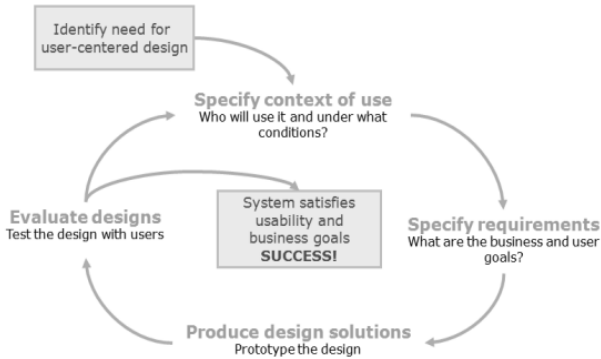 Identify need for
user-centered design
Specify context of use
Who will use it and under what
conditions?
Evaluate designs
Test the design with users
System satisfies
usability and
business goals
SUCCESS!
Specify requirements
What are the business and user
goals?
Produce design solutions
Prototype the design